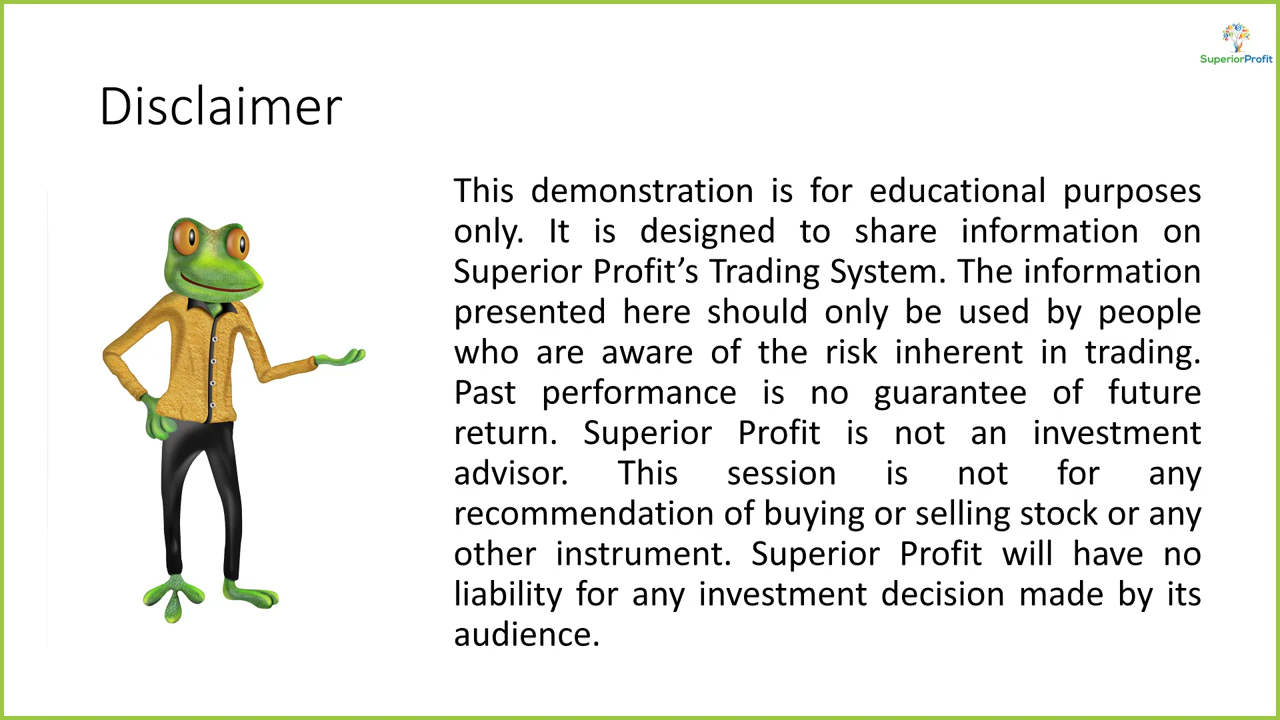 SuperiorProfit
Disclaimer
This demonstration is for educational purposes
only. It is designed to share information on
Superior Profit’s Trading System. The information
presented here should only be used by people
who are aware of the risk inherent in trading.
Past performance is no guarantee of future
return. Superior Profit is not an investment
advisor. This session is not for any
recommendation of buying or selling stock or any
other instrument. Superior Profit will have no
liability for any investment decision made by its
audience.